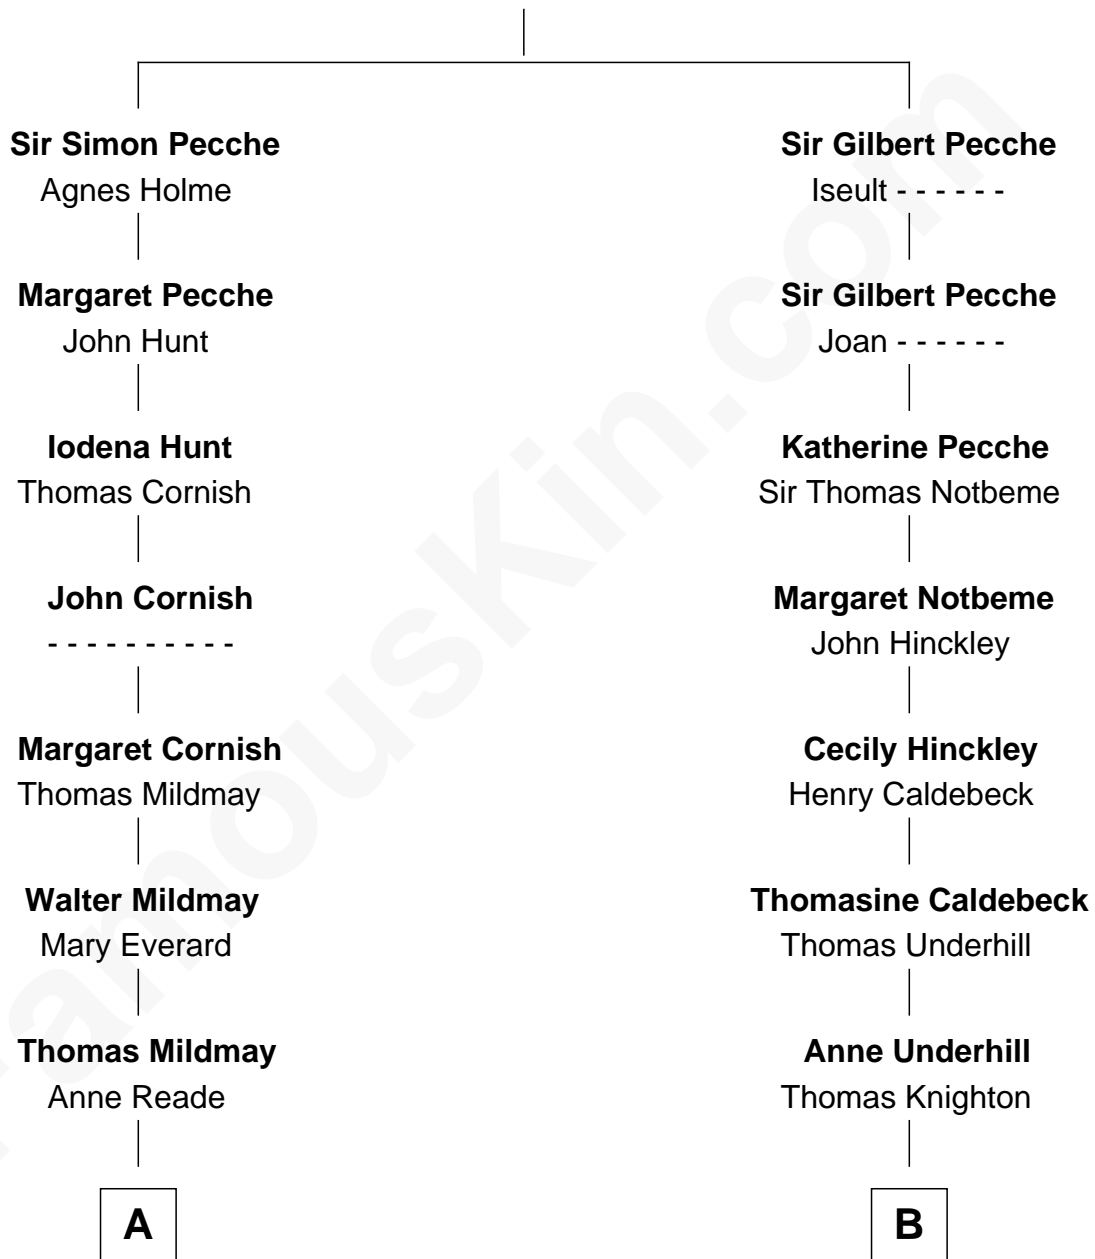 Sir Simon Pecche
Agnes Holme
Sir Gilbert Pecche
Iseult - - - - - -
Margaret Pecche
John Hunt
Sir Gilbert Pecche
Joan - - - - - -
Iodena Hunt
Thomas Cornish
Katherine Pecche
Sir Thomas Notbeme
John Cornish
- - - - - - - - - -
Margaret Notbeme
John Hinckley
Margaret Cornish
Thomas Mildmay
Cecily Hinckley
Henry Caldebeck
Walter Mildmay
Mary Everard
Thomasine Caldebeck
Thomas Underhill
Thomas Mildmay
Anne Reade
Anne Underhill
Thomas Knighton
A
B
FamousKin.com